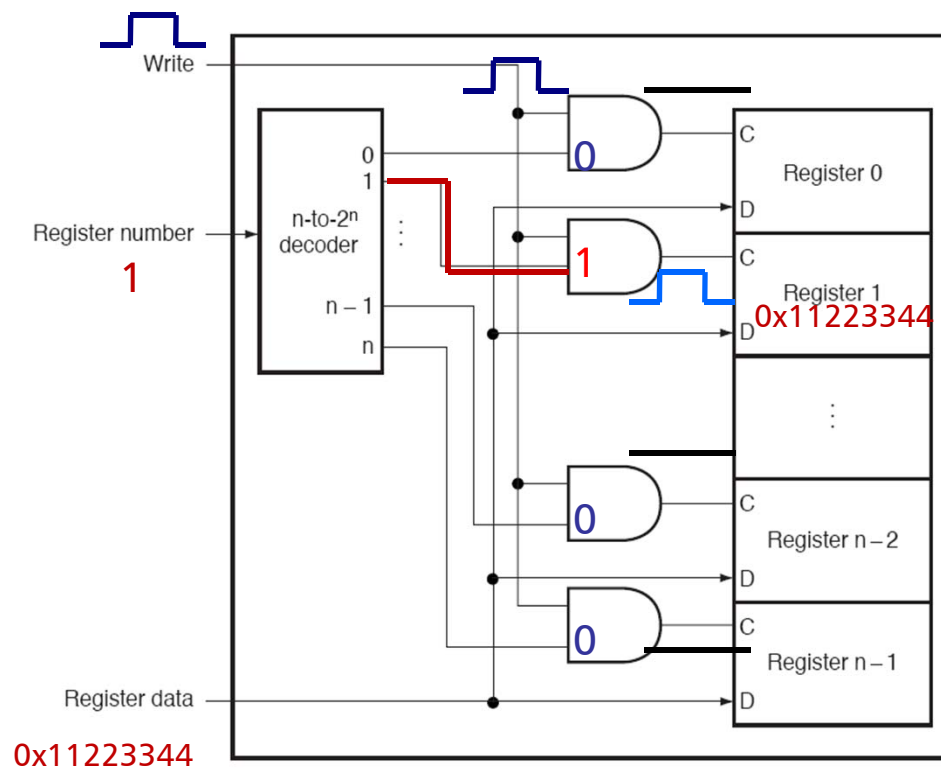 Write
0
C
0
Register 0
1
n-to-2ⁿ
decoder
⋮
D
Register number
1
1
C
Register 1
0x11223344
n – 1
D
n
⋮
C
0
Register n – 2
D
C
0
Register n – 1
Register data
D
0x11223344